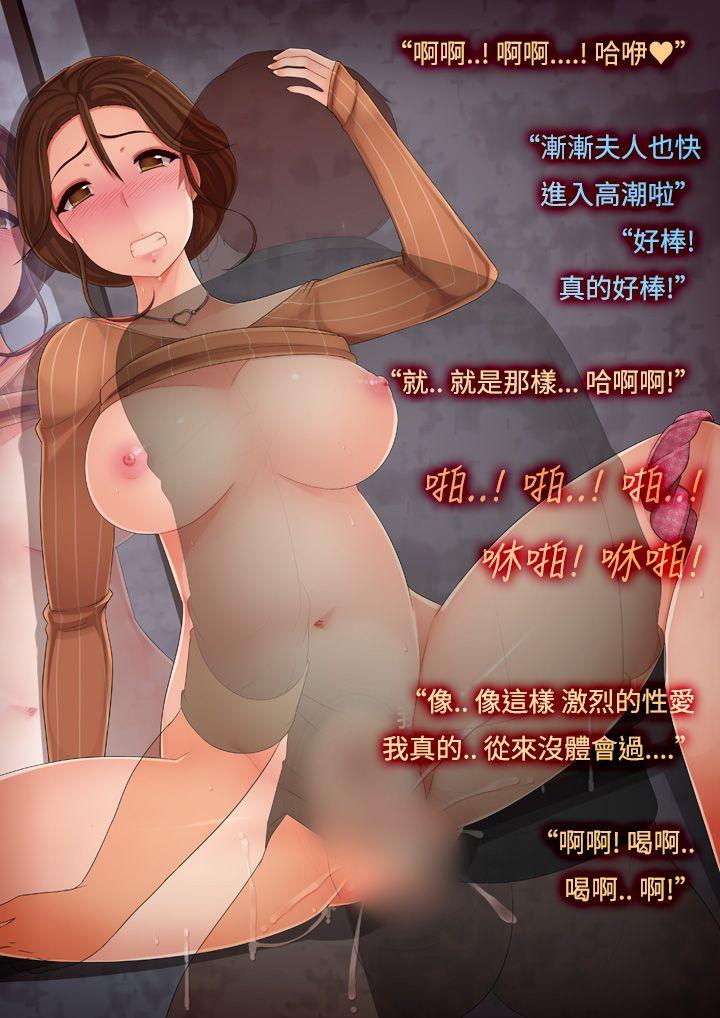 “啊啊..! 啊啊....! 哈咿♥”
“漸漸夫人也快
進入高潮啦”
“好棒!
真的好棒!”
“就.. 就是那樣... 哈啊啊!”
啪..! 啪..! 啪..!
咻啪! 咻啪!
“像.. 像這樣 激烈的性愛
我真的.. 從來沒體會過....”
“啊啊! 喝啊..
喝啊.. 啊!”